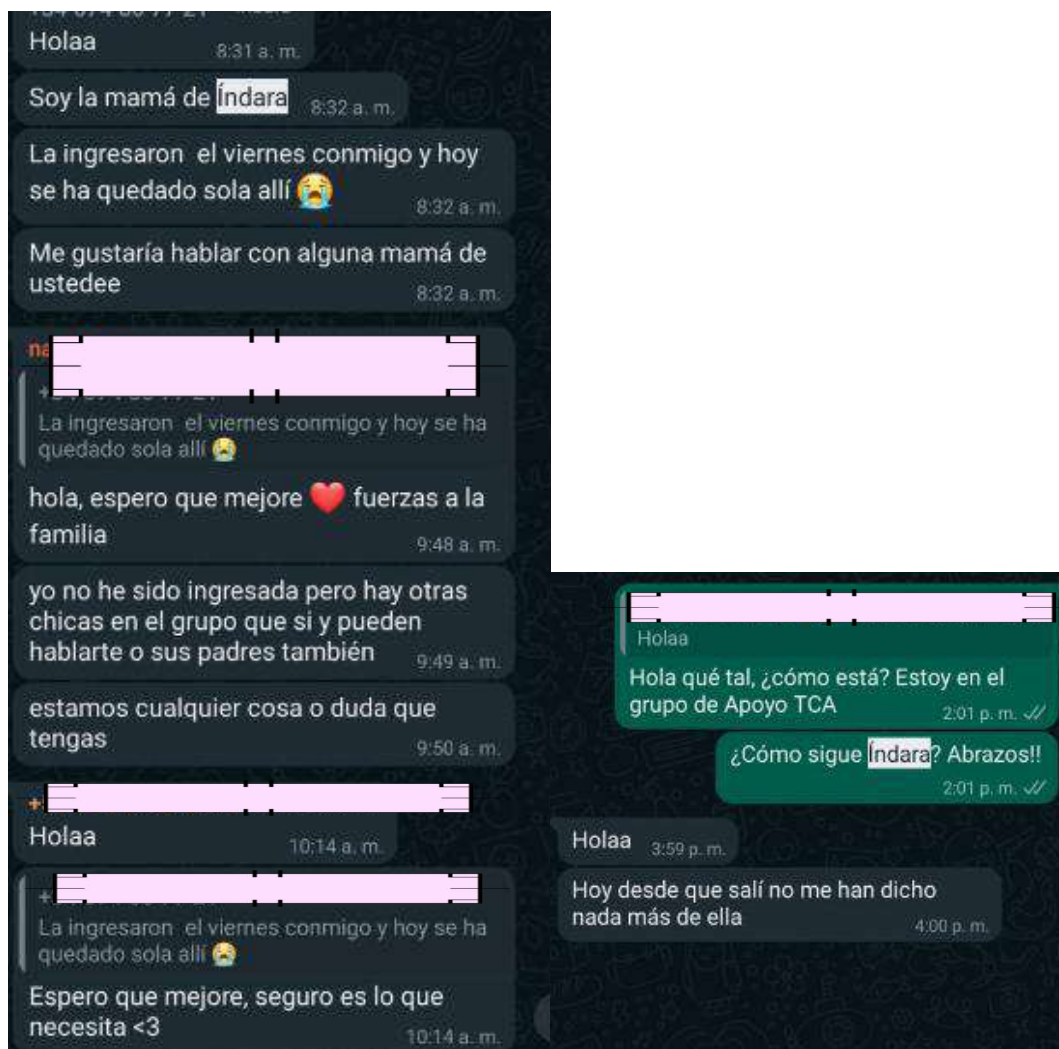 Holaa
8:31 a. m.
Soy la mamá de Índara
8:32 a. m.
La ingresaron el viernes conmigo y hoy
se ha quedado sola allí 😭
8:32 a. m.
Me gustaría hablar con alguna mamá de
ustedee
8:32 a. m.
La ingresaron el viernes conmigo y hoy se ha
quedado sola allí 😭
hola, espero que mejore ❤️ fuerzas a la
familia
9:48 a. m.
yo no he sido ingresada pero hay otras
chicas en el grupo que si y pueden
hablarte o sus padres también
9:49 a. m.
estamos cualquier cosa o duda que
tengas
9:50 a. m.
Holaa
10:14 a. m.
La ingresaron el viernes conmigo y hoy se ha
quedado sola allí 😭
Espero que mejore, seguro es lo que
necesita <3
10:14 a. m.
Holaa
Hola qué tal, ¿cómo está? Estoy en el
grupo de Apoyo TCA
2:01 p. m.
¿Cómo sigue Índara? Abrazos!!
2:01 p. m.
Holaa
3:59 p. m.
Hoy desde que salí no me han dicho
nada más de ella
4:00 p. m.